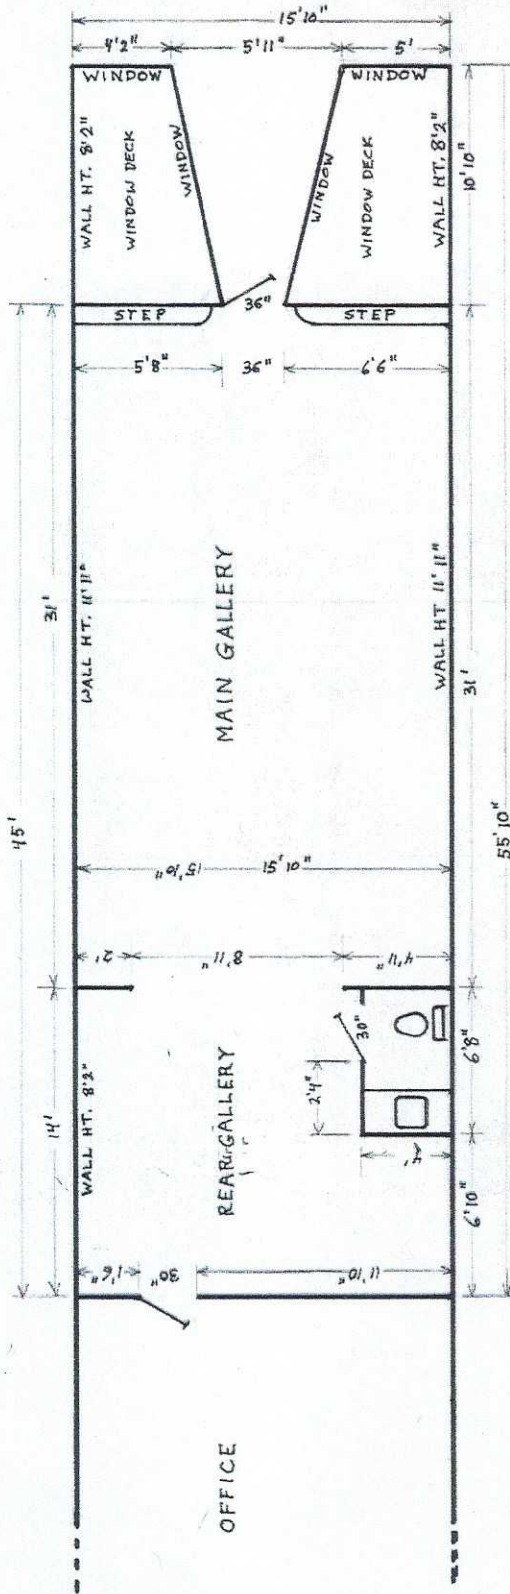 15'10"
4'2"
5'11"
5'
WINDOW
WINDOW
WALL HT. 8'2"
WINDOW DECK
WINDOW
WINDOW
WINDOW DECK
WALL HT. 8'2"
10'10"
STEP
36"
STEP
5'8"
36"
6'6"
31'
WALL HT. 11'11"
MAIN GALLERY
WALL HT 11'11"
31'
45'
55'10"
15'10"
15'10"
2'
8'11"
4'11"
14'
WALL HT. 8'2"
REAR GALLERY
30"
2'4"
6'8"
4'
6'10"
1'6"
30"
11'10"
OFFICE